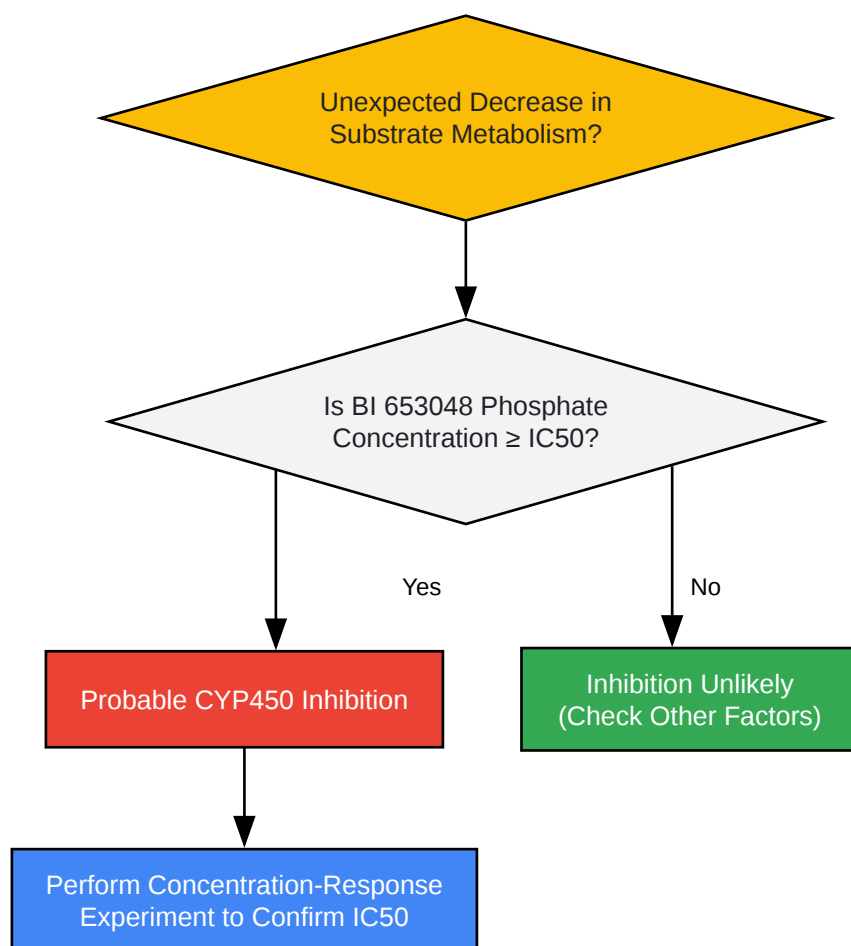 Unexpected Decrease in
Substrate Metabolism?
Is BI 653048 Phosphate
Concentration ≥ IC50?
Yes
No
Probable CYP450 Inhibition
Inhibition Unlikely
(Check Other Factors)
Perform Concentration-Response
Experiment to Confirm IC50